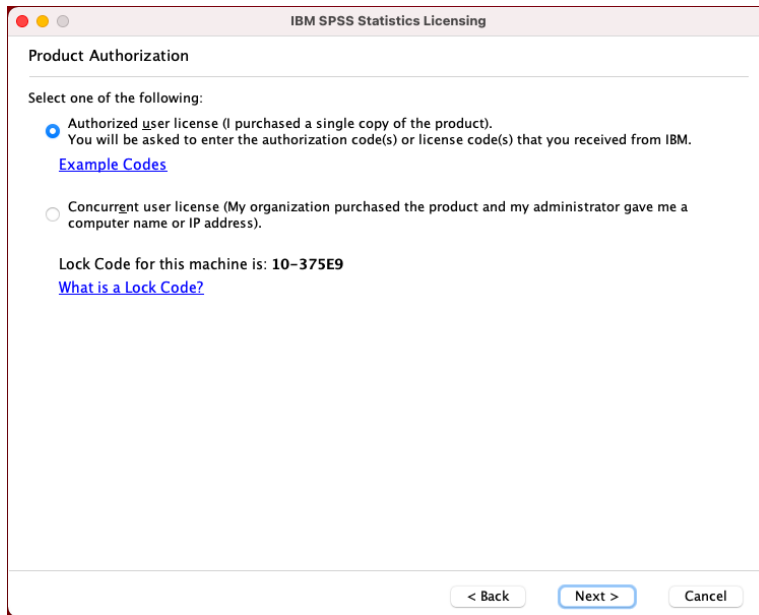 IBM SPSS Statistics Licensing
Product Authorization
Select one of the following:
Authorized user license (I purchased a single copy of the product).
You will be asked to enter the authorization code(s) or license code(s) that you received from IBM.
Example Codes
Concurrent user license (My organization purchased the product and my administrator gave me a
computer name or IP address).
Lock Code for this machine is: 10-375E9
What is a Lock Code?
< Back
Next >
Cancel